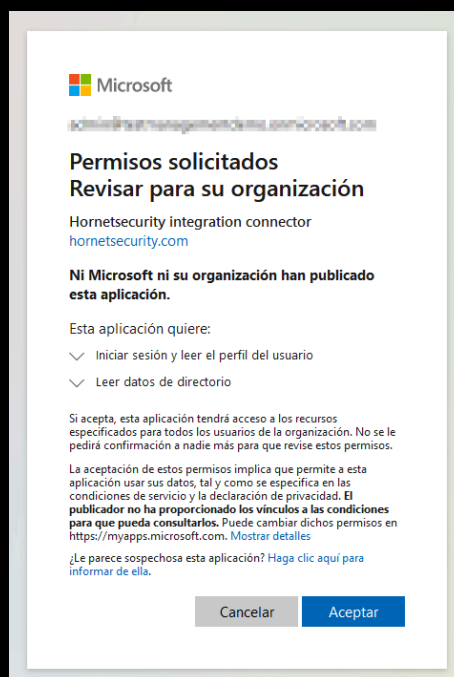 Microsoft
Permisos solicitados
Revisar para su organización
Hornetsecurity integration connector
hornetsecurity.com
Ni Microsoft ni su organización han publicado
esta aplicación.
Esta aplicación quiere:
Iniciar sesión y leer el perfil del usuario
Leer datos de directorio
Si acepta, esta aplicación tendrá acceso a los recursos
especificados para todos los usuarios de la organización. No se le
pedirá confirmación a nadie más para que revise estos permisos.
La aceptación de estos permisos implica que permite a esta
aplicación usar sus datos, tal y como se especifica en las
condiciones de servicio y la declaración de privacidad. El
publicador no ha proporcionado los vínculos a las condiciones
para que pueda consultarlos. Puede cambiar dichos permisos en
https://myapps.microsoft.com. Mostrar detalles
¿Le parece sospechosa esta aplicación? Haga clic aquí para
informar de ella.
Cancelar
Aceptar